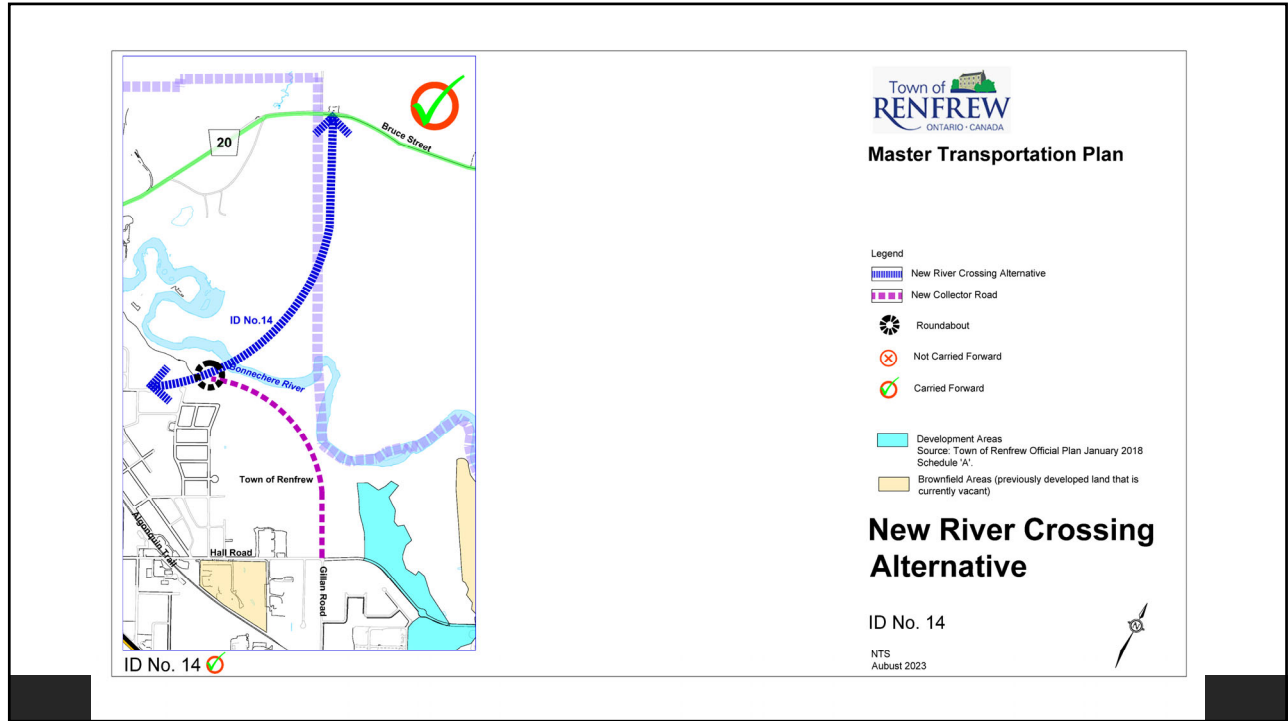 20
Bruce Street
ID No.14
Bonnechere River
Town of Renfrew
Algonquin Trail
Hall Road
Gillan Road
ID No. 14
Town of
RENFREW
ONTARIO · CANADA
Master Transportation Plan
Legend
New River Crossing Alternative
New Collector Road
Roundabout
Not Carried Forward
Carried Forward
Development Areas
Source: Town of Renfrew Official Plan January 2018
Schedule 'A'.
Brownfield Areas (previously developed land that is
currently vacant)
New River Crossing
Alternative
ID No. 14
N
NTS
Aubust 2023